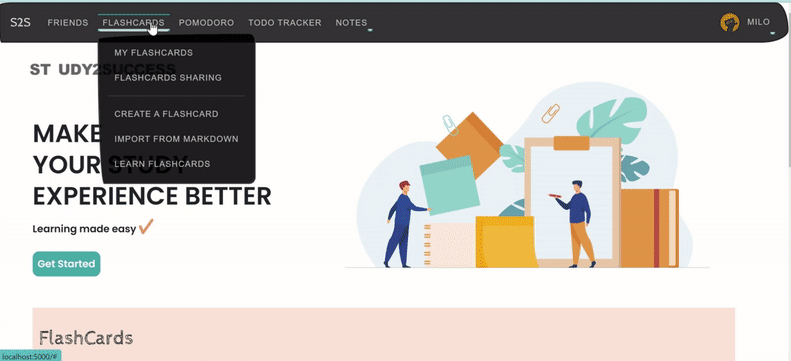 S2S FRIENDS FLASHCARDS POMODORO TODO TRACKER NOTES MILO
MY FLASHCARDS
FLASHCARDS SHARING
CREATE A FLASHCARD
IMPORT FROM MARKDOWN
LEARN FLASHCARDS
ST UDY2SUCCESS
MAKE
YOUR STUDY
EXPERIENCE BETTER
Learning made easy
Get Started
FlashCards
localhost:5000/#